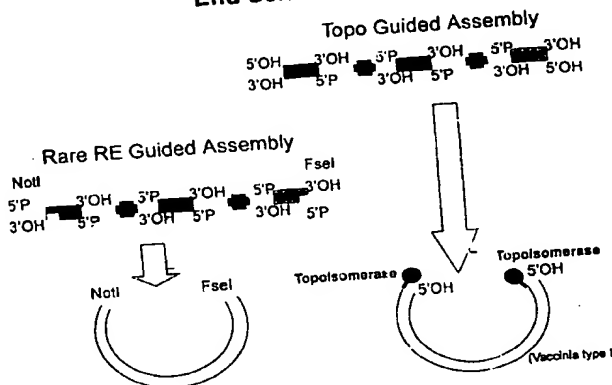 End
Topo Guided Assembly
5'OH 3'OH 5'P 3'OH 5'P 3'OH
3'OH 5'P 3'OH 5'P 3'OH 5'OH
Rare RE Guided Assembly
NotI FseI
5'P 3'OH 5'P 3'OH 5'P 3'OH
3'OH 5'P 3'OH 5'P 3'OH 5'P
NotI FseI
Topoisomerase 5'OH Topoisomerase 5'OH
(Vaccinia type